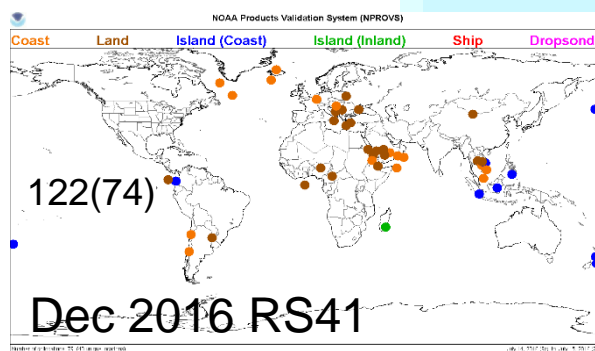 NOAA Products Validation System (NPROVS)
Coast Land Island (Coast) Island (Inland) Ship Dropsond
122(74)
Dec 2016 RS41